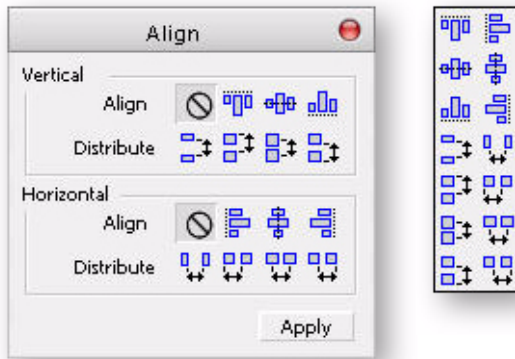 Align
Vertical
Align
Distribute
Horizontal
Align
Distribute
Apply